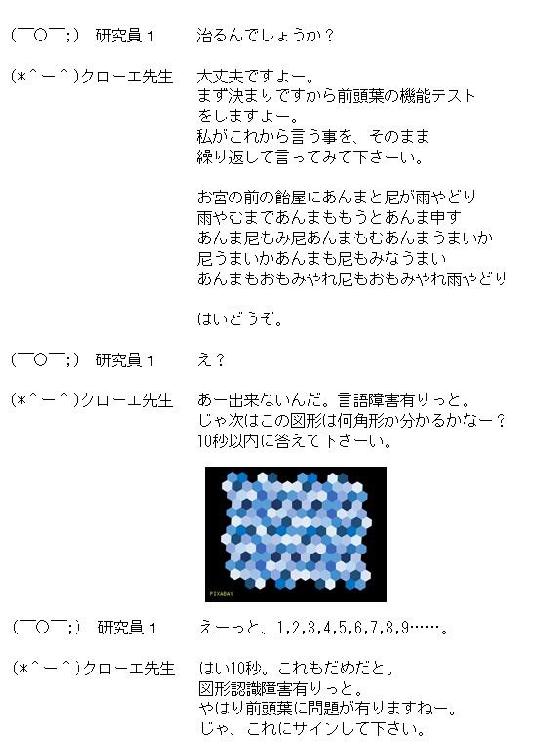 (￣○￣;) 研究員1 治るんでしょうか?
(*^ー^)クローエ先生 大丈夫ですよー。
まず決まりですから前頭葉の機能テスト
をしますよー。
私がこれから言う事を、そのまま
繰り返して言ってみて下さーい。
お宮の前の飴屋にあんまと尼が雨やどり
雨やむまであんまももうとあんま申す
あんま尼もみ尼あんまもむあんまうまいか
尼うまいかあんまも尼もみなうまい
あんまもおもみやれ尼もおもみやれ雨やどり
はいどうぞ。
(￣○￣;) 研究員1 え?
(*^ー^)クローエ先生 あー出来ないんだ。言語障害有りっと。
じゃ次はこの図形は何角形か分かるかなー?
10秒以内に答えて下さーい。
PIXABAY
(￣○￣;) 研究員1 えーっと、1,2,3,4,5,6,7,8,9……。
(*^ー^)クローエ先生 はい10秒。これもだめだと。
図形認識障害有りっと。
やはり前頭葉に問題が有りますねー。
じゃ、これにサインして下さい。